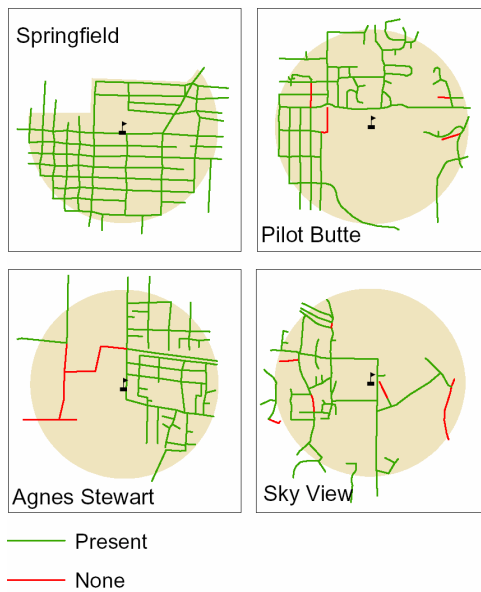 Springfield
Pilot Butte
Agnes Stewart
Sky View
Present
None